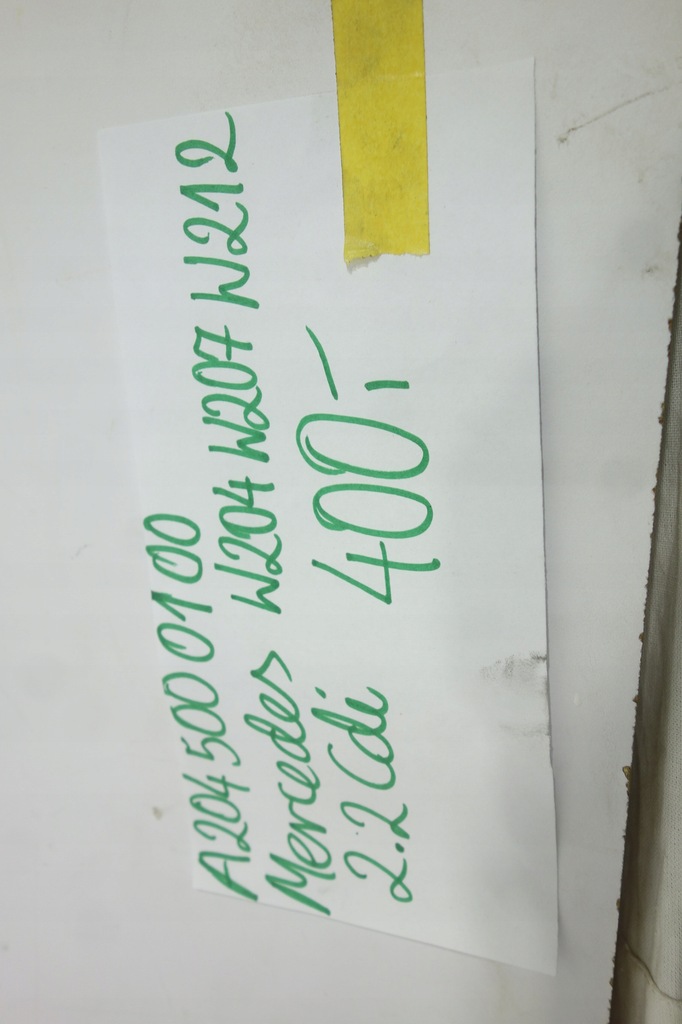 A204 500 01 00
Mercedes W204 W207 W212
2.2 Cdi 400,-